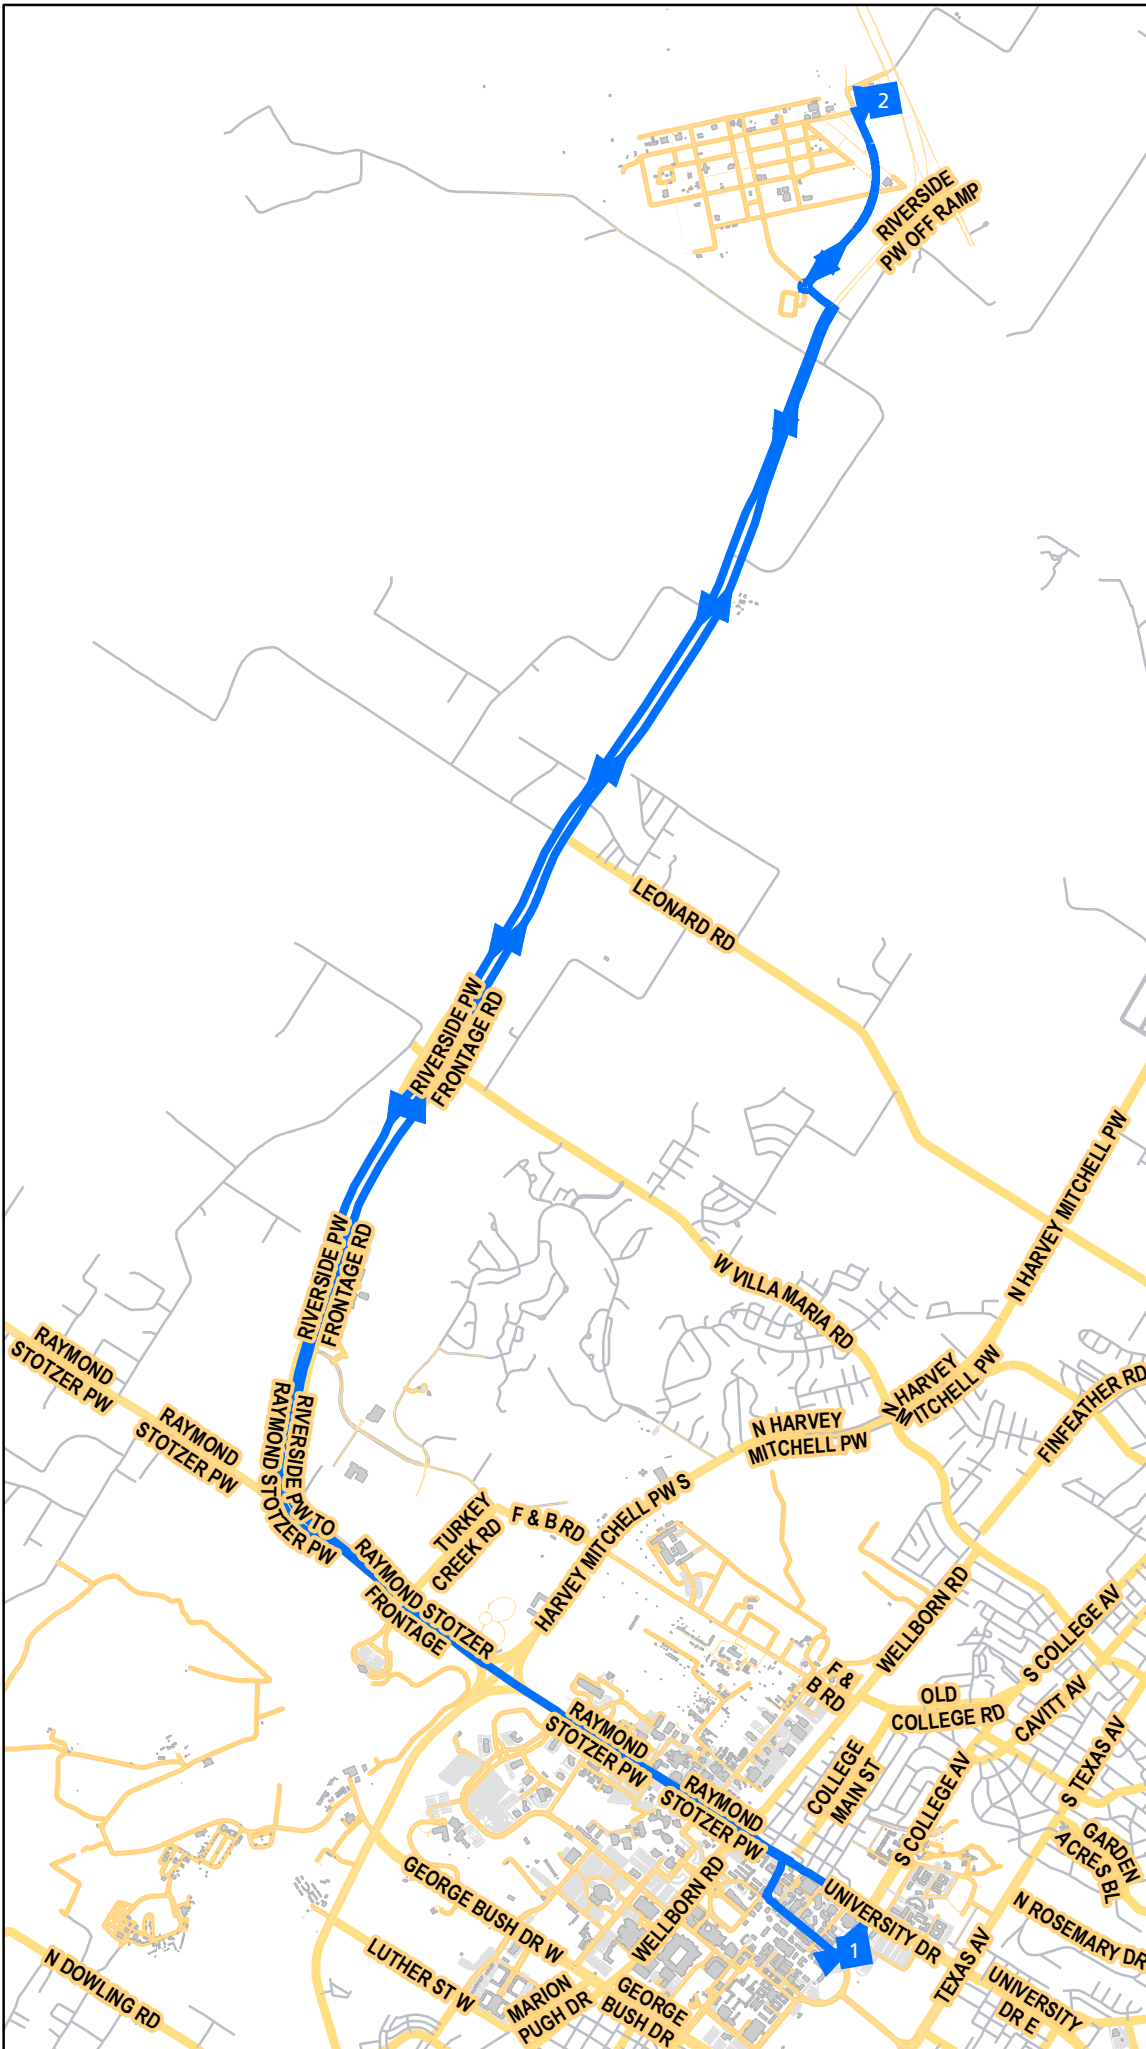 2
RIVERSIDE
PW OFF RAMP
LEONARD RD
RIVERSIDE PW
FRONTAGE RD
N HARVEY MITCHELL PW
RIVERSIDE PW
FRONTAGE RD
W VILLA MARIA RD
RAYMOND
STOTZER PW
N HARVEY
MITCHELL PW
FINFEATHER RD
RAYMOND
STOTZER PW
RIVERSIDE PW TO
RAYMOND STOTZER PW
N HARVEY
MITCHELL PW
HARVEY MITCHELL PW S
TURKEY
CREEK RD
F & B RD
RAYMOND STOTZER
FRONTAGE
WELLBORN RD
S COLLEGE AV
F &
B RD
OLD
COLLEGE RD
CAVITT AV
RAYMOND
STOTZER PW
COLLEGE
MAIN ST
S TEXAS AV
RAYMOND
STOTZER PW
S COLLEGE AV
GARDEN
ACRES BL
GEORGE BUSH DR W
WELLBORN RD
UNIVERSITY DR
N ROSEMARY DR
1
N DOWLING RD
LUTHER ST W
MARION
PUGH DR
GEORGE
BUSH DR
TEXAS AV
UNIVERSITY
DR E